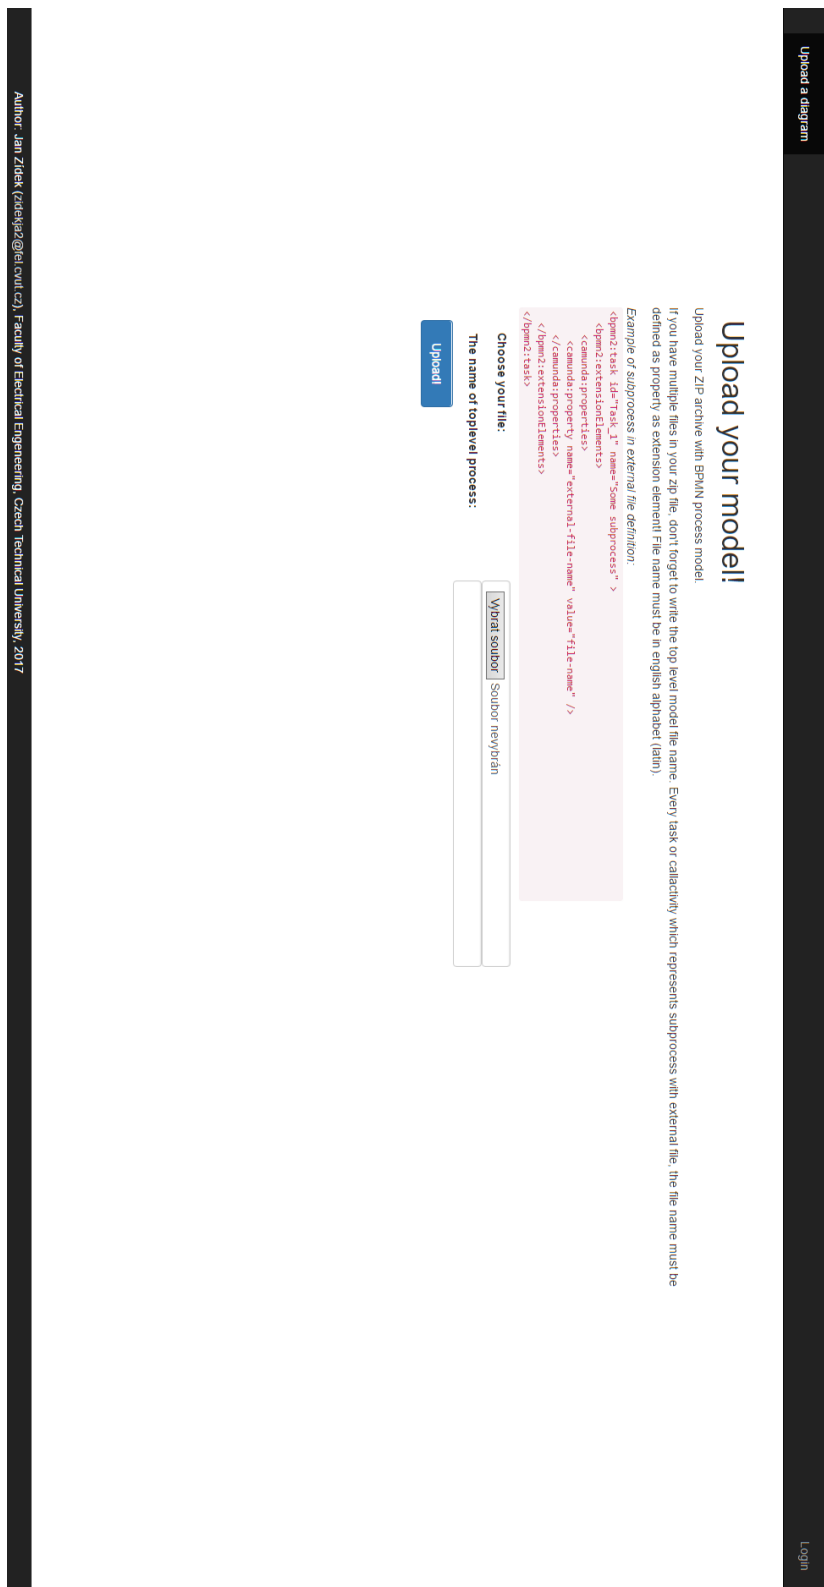 Upload a diagram
Login
Upload your model!
Upload your ZIP archive with BPMN process model.
If you have multiple files in your zip file, don't forget to write the top level model file name. Every task or callactivity which represents subprocess with external file, the file name must be
defined as property as extension element! File name must be in english alphabet (latin).
Example of subprocess in external file definition:
<bpmn2:task id="Task_1" name="Some subprocess" >
<bpmn2:extensionElements>
<camunda:properties>
<camunda:property name="external-file-name" value="file-name" />
</camunda:properties>
</bpmn2:extensionElements>
</bpmn2:task>
Choose your file:
Vybrat soubor Soubor nevybrán
The name of toplevel process:
Upload!
Author: Jan Zídek (zidekja2@fel.cvut.cz), Faculty of Electrical Engeneering, Czech Technical University, 2017